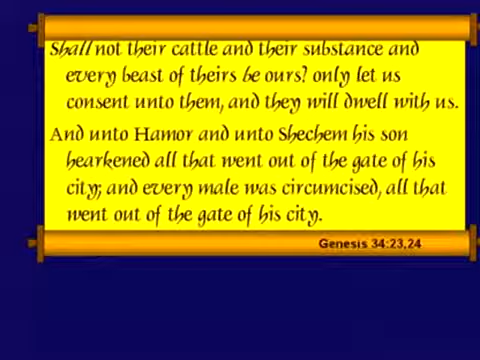 Shall not their cattle and their substance and
every beast of theirs be ours? only let us
consent unto them, and they will dwell with us.
And unto Hamor and unto Shechem his son
hearkened all that went out of the gate of his
city; and every male was circumcised, all that
went out of the gate of his city.
Genesis 34:23,24